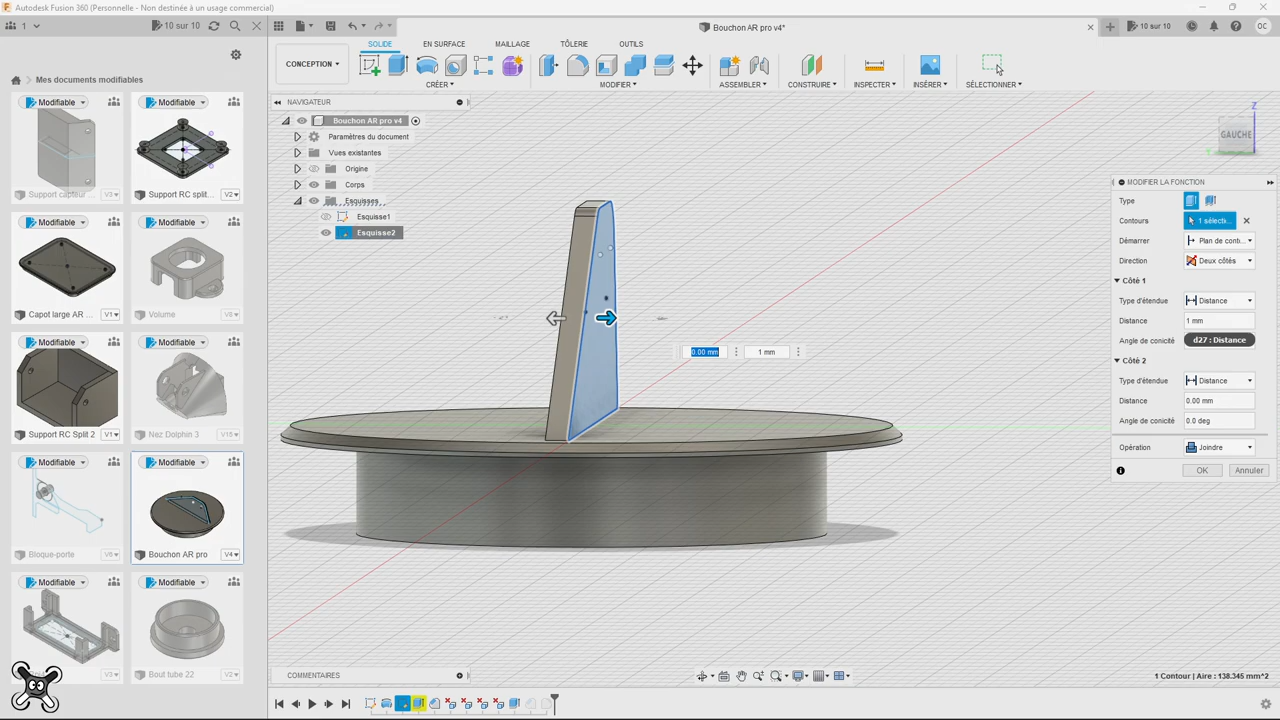 Autodesk Fusion 360 (Personnelle - Non destinée à un usage commercial)
1
10 sur 10
Bouchon AR pro v4*
10 sur 10
OC
CONCEPTION
SOLIDE
EN SURFACE
MAILLAGE
TÔLERIE
OUTILS
CRÉER
MODIFIER
ASSEMBLER
CONSTRUIRE
INSPECTER
INSÉRER
SÉLECTIONNER
Mes documents modifiables
Modifiable
Modifiable
Support capteur
V3
Support RC split...
V2
Modifiable
Modifiable
Capot large AR ...
V1
Volume
V8
Modifiable
Modifiable
Support RC Split 2
V1
Nez Dolphin 3
V15
Modifiable
Modifiable
Bloque-porte
V6
Bouchon AR pro
V4
Modifiable
Modifiable
V3
Bout tube 22
V2
NAVIGATEUR
Bouchon AR pro v4
Paramètres du document
Vues existantes
Origine
Corps
Esquisses
Esquisse1
Esquisse2
Z
GAUCHE
Y
0.00 mm
1 mm
MODIFIER LA FONCTION
Type
Contours
1 sélecti...
Démarrer
Plan de conti...
Direction
Deux côtés
Côté 1
Type d'étendue
Distance
Distance
1 mm
Angle de conicité
d27 : Distance
Côté 2
Type d'étendue
Distance
Distance
0.00 mm
Angle de conicité
0.0 deg
Opération
Joindre
OK
Annuler
COMMENTAIRES
1 Contour | Aire : 138.345 mm^2